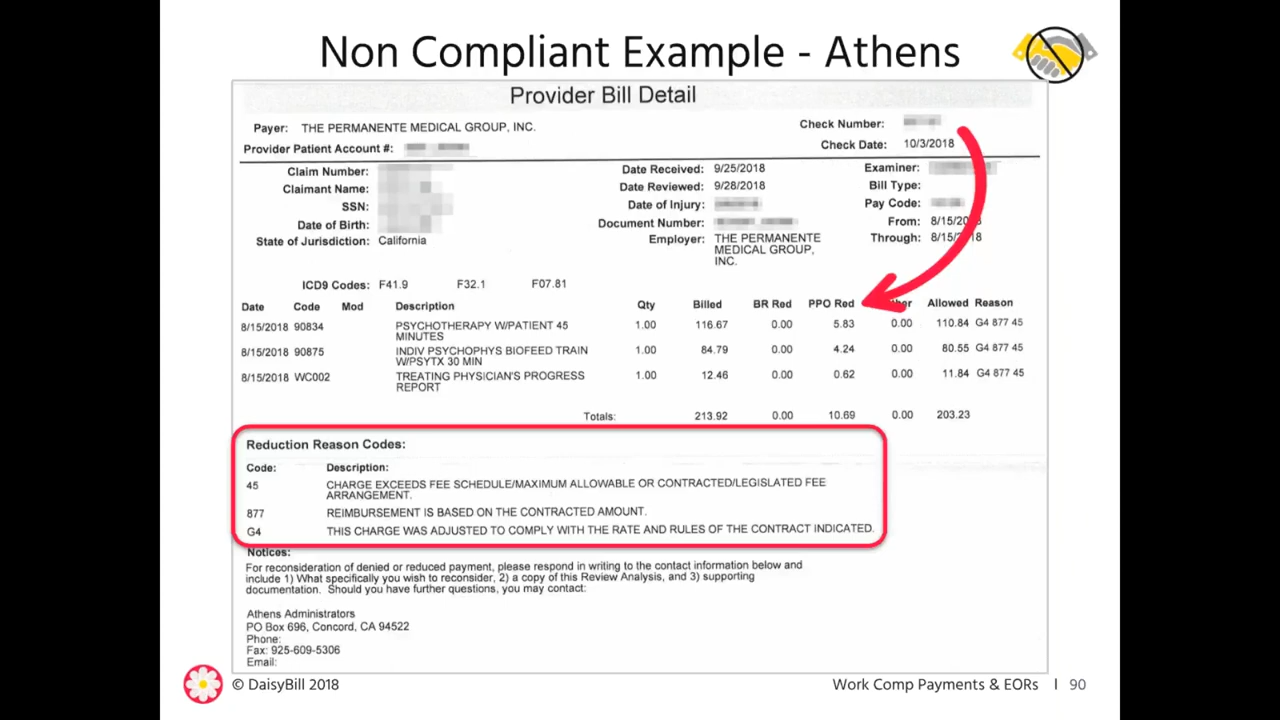 Non Compliant Example - Athens
Provider Bill Detail
Payer: THE PERMANENTE MEDICAL GROUP, INC.
Check Number:
Provider Patient Account #:
Check Date: 10/3/2018
Claim Number:
Date Received: 9/25/2018
Examiner:
Claimant Name:
Date Reviewed: 9/28/2018
Bill Type:
SSN:
Date of Injury:
Pay Code:
Date of Birth:
Document Number:
From: 8/15/2018
State of Jurisdiction: California
Employer: THE PERMANENTE
MEDICAL GROUP,
INC.
Through: 8/15/2018
ICD9 Codes: F41.9 F32.1 F07.81
Date Code Mod Description Qty Billed BR Red PPO Red Allowed Reason
8/15/2018 90834 PSYCHOTHERAPY W/PATIENT 45 1.00 116.67 0.00 5.83 0.00 110.84 G4 877 45
MINUTES
8/15/2018 90875 INDIV PSYCHOPHYS BIOFEED TRAIN 1.00 84.79 0.00 4.24 0.00 80.55 G4 877 45
W/PSYTX 30 MIN
8/15/2018 WC002 TREATING PHYSICIAN'S PROGRESS 1.00 12.46 0.00 0.62 0.00 11.84 G4 877 45
REPORT
Totals: 213.92 0.00 10.69 0.00 203.23
Reduction Reason Codes:
Code: Description:
45 CHARGE EXCEEDS FEE SCHEDULE/MAXIMUM ALLOWABLE OR CONTRACTED/LEGISLATED FEE
ARRANGEMENT.
877 REIMBURSEMENT IS BASED ON THE CONTRACTED AMOUNT.
G4 THIS CHARGE WAS ADJUSTED TO COMPLY WITH THE RATE AND RULES OF THE CONTRACT INDICATED.
Notices:
For reconsideration of denied or reduced payment, please respond in writing to the contact information below and
include 1) What specifically you wish to reconsider, 2) a copy of this Review Analysis, and 3) supporting
documentation. Should you have further questions, you may contact:
Athens Administrators
PO Box 696, Concord, CA 94522
Phone:
Fax: 925-609-5306
Email:
© DaisyBill 2018
Work Comp Payments & EORs | 90